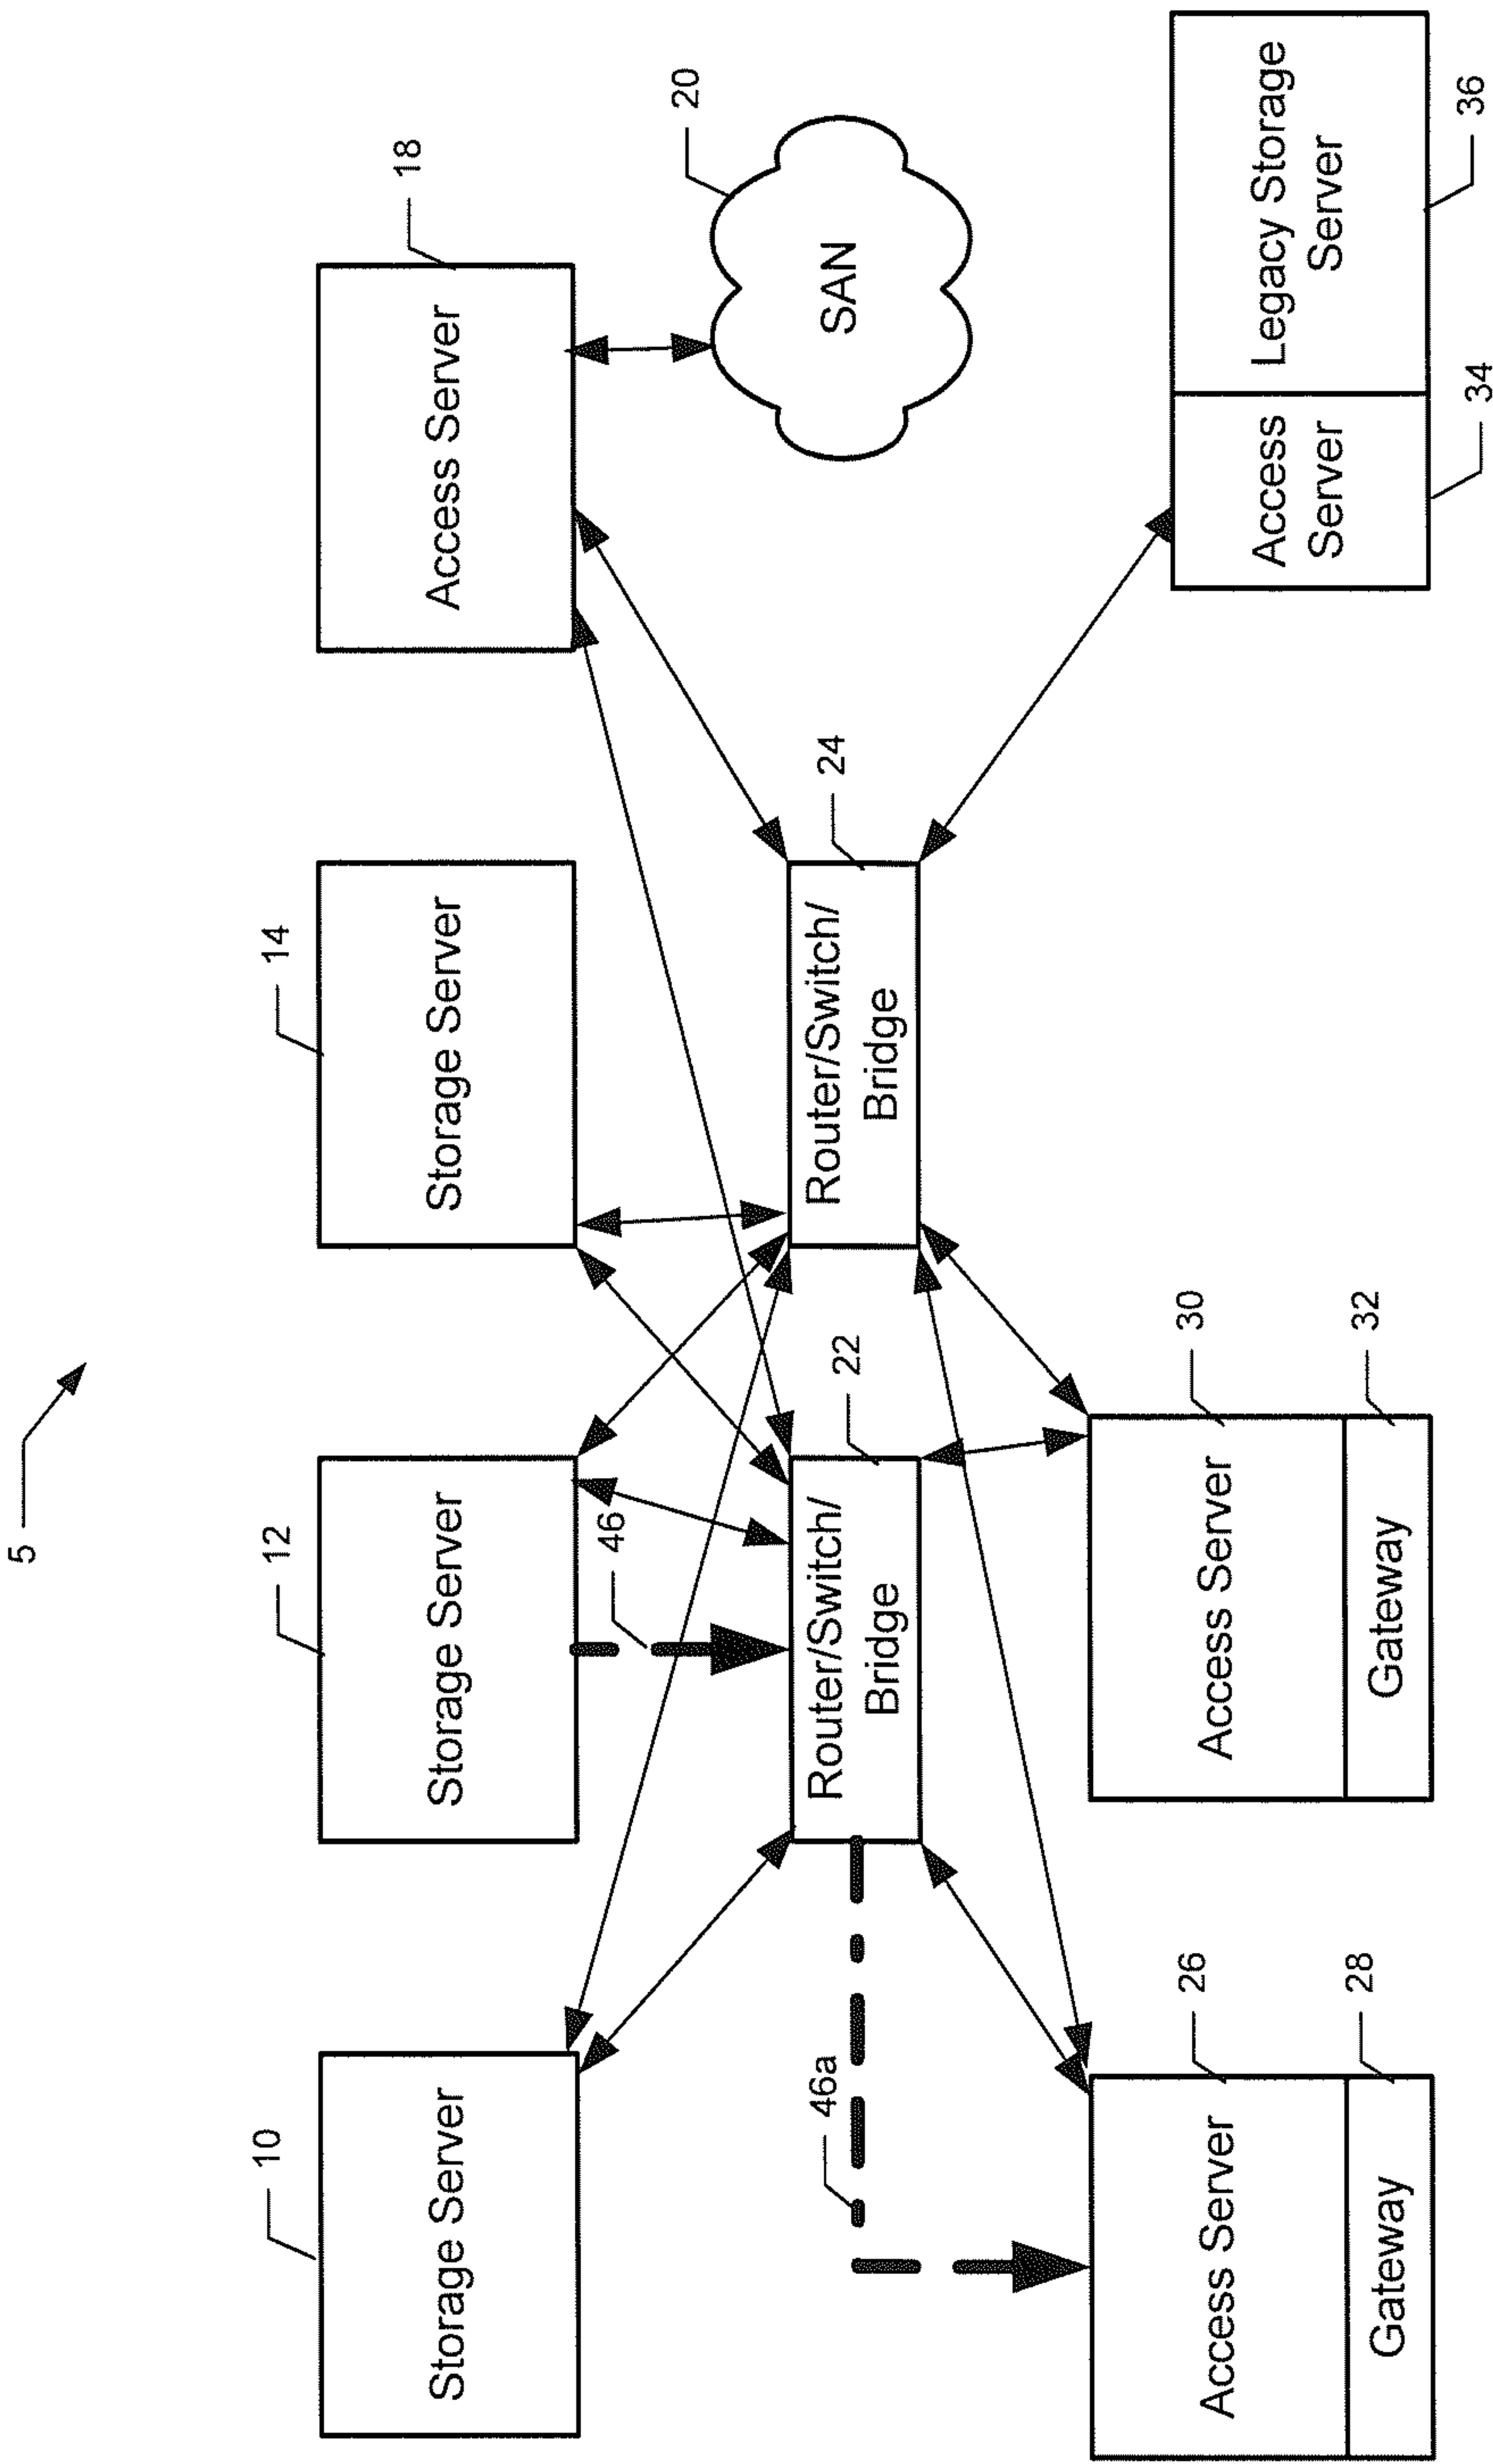 5
10
Storage Server
12
Storage Server
14
Storage Server
18
Access Server
46
20
SAN
22
Router/Switch/
Bridge
24
Router/Switch/
Bridge
46a
26
Access Server
28
Gateway
30
Access Server
32
Gateway
Access
Server
34
Legacy Storage
Server
36